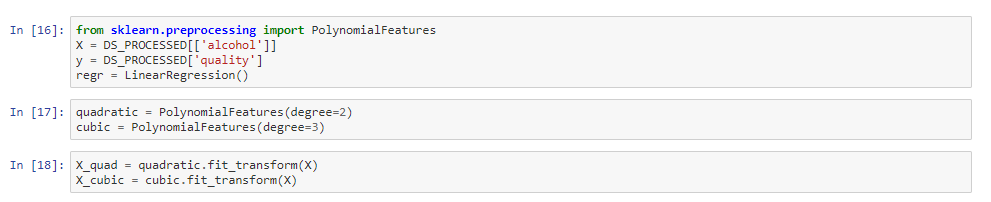 In [16]: from sklearn.preprocessing import PolynomialFeatures
X = DS_PROCESSED[['alcohol']]
y = DS_PROCESSED['quality']
regr = LinearRegression()
In [17]: quadratic = PolynomialFeatures(degree=2)
cubic = PolynomialFeatures(degree=3)
In [18]: X_quad = quadratic.fit_transform(X)
X_cubic = cubic.fit_transform(X)